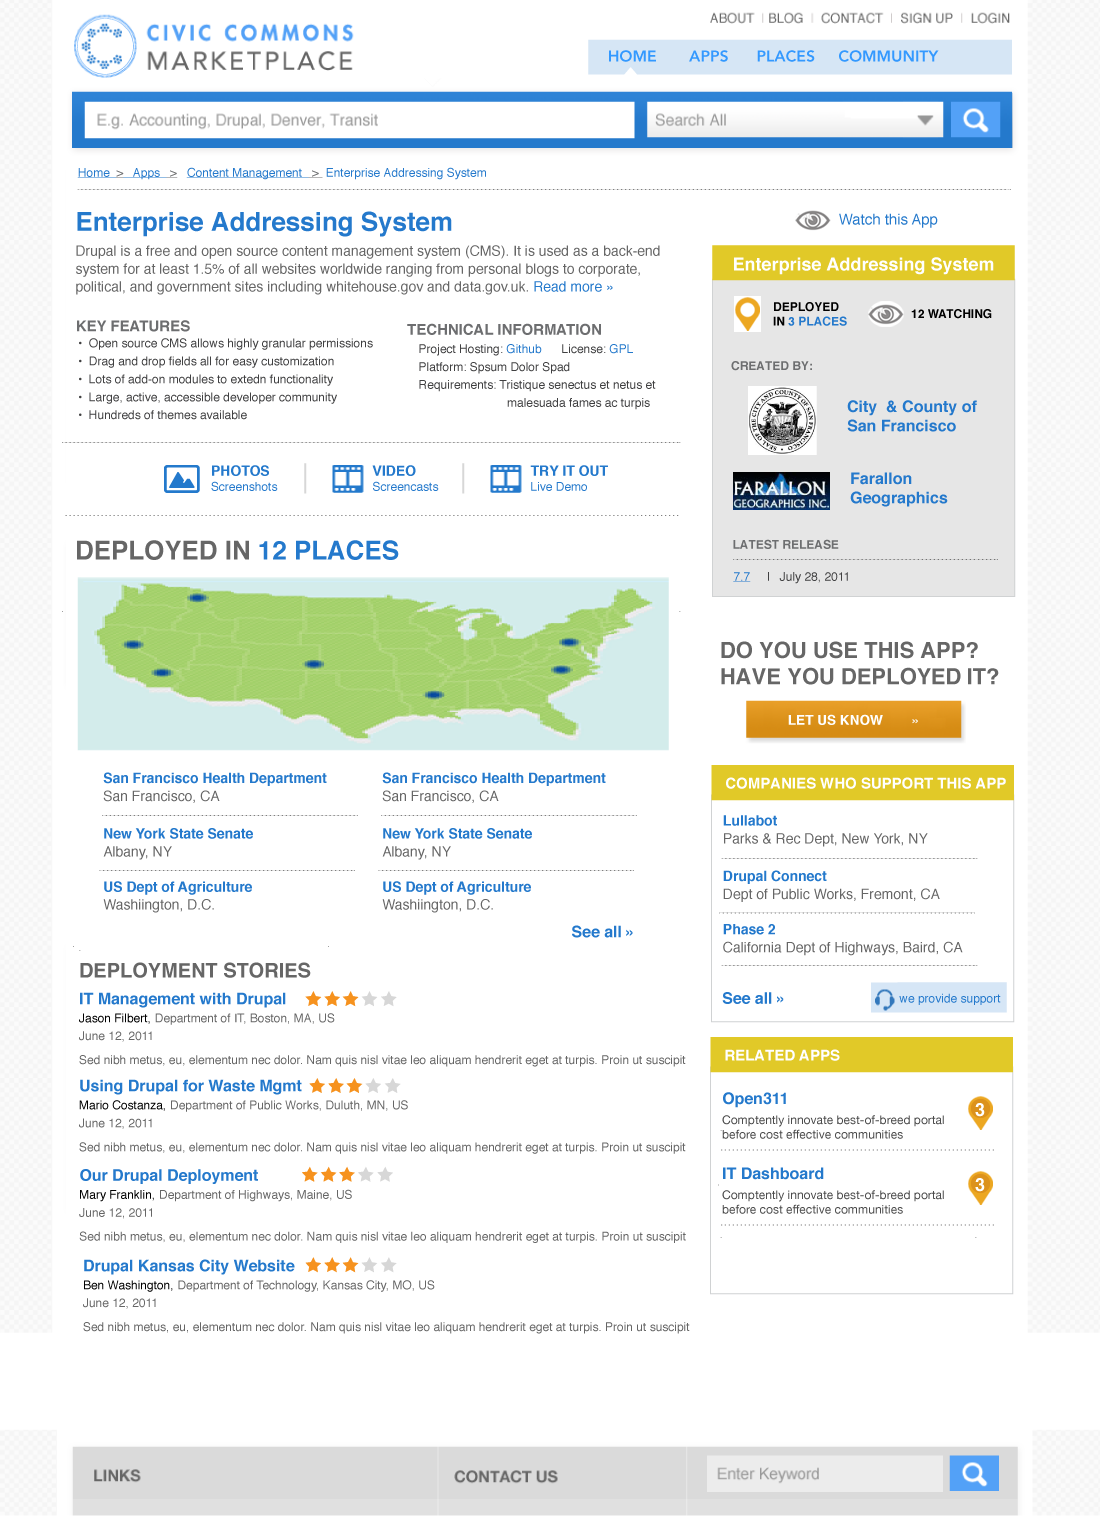 CIVIC COMMONS
MARKETPLACE
ABOUT | BLOG | CONTACT | SIGN UP | LOGIN
HOME APPS PLACES COMMUNITY
E.g. Accounting, Drupal, Denver, Transit
Search All
Home > Apps > Content Management > Enterprise Addressing System
Enterprise Addressing System
Drupal is a free and open source content management system (CMS). It is used as a back-end
system for at least 1.5% of all websites worldwide ranging from personal blogs to corporate,
political, and government sites including whitehouse.gov and data.gov.uk. Read more »
KEY FEATURES
• Open source CMS allows highly granular permissions
• Drag and drop fields all for easy customization
• Lots of add-on modules to extedn functionality
• Large, active, accessible developer community
• Hundreds of themes available
TECHNICAL INFORMATION
Project Hosting: Github License: GPL
Platform: Spsum Dolor Spad
Requirements: Tristique senectus et netus et
malesuada fames ac turpis
PHOTOS
Screenshots
VIDEO
Screencasts
TRY IT OUT
Live Demo
DEPLOYED IN 12 PLACES
San Francisco Health Department
San Francisco, CA
New York State Senate
Albany, NY
US Dept of Agriculture
Washiington, D.C.
San Francisco Health Department
San Francisco, CA
New York State Senate
Albany, NY
US Dept of Agriculture
Washiington, D.C.
See all »
DEPLOYMENT STORIES
IT Management with Drupal
Jason Filbert, Department of IT, Boston, MA, US
June 12, 2011
Sed nibh metus, eu, elementum nec dolor. Nam quis nisl vitae leo aliquam hendrerit eget at turpis. Proin ut suscipit
Using Drupal for Waste Mgmt
Mario Costanza, Department of Public Works, Duluth, MN, US
June 12, 2011
Sed nibh metus, eu, elementum nec dolor. Nam quis nisl vitae leo aliquam hendrerit eget at turpis. Proin ut suscipit
Our Drupal Deployment
Mary Franklin, Department of Highways, Maine, US
June 12, 2011
Sed nibh metus, eu, elementum nec dolor. Nam quis nisl vitae leo aliquam hendrerit eget at turpis. Proin ut suscipit
Drupal Kansas City Website
Ben Washington, Department of Technology, Kansas City, MO, US
June 12, 2011
Sed nibh metus, eu, elementum nec dolor. Nam quis nisl vitae leo aliquam hendrerit eget at turpis. Proin ut suscipit
Watch this App
Enterprise Addressing System
DEPLOYED
IN 3 PLACES
12 WATCHING
CREATED BY:
SEAL OF THE CITY AND COUNTY OF SAN FRANCISCO
City & County of
San Francisco
FARALLON
GEOGRAPHICS INC.
Farallon
Geographics
LATEST RELEASE
7.7 | July 28, 2011
DO YOU USE THIS APP?
HAVE YOU DEPLOYED IT?
LET US KNOW »
COMPANIES WHO SUPPORT THIS APP
Lullabot
Parks & Rec Dept, New York, NY
Drupal Connect
Dept of Public Works, Fremont, CA
Phase 2
California Dept of Highways, Baird, CA
See all »
we provide support
RELATED APPS
Open311
Comptently innovate best-of-breed portal
before cost effective communities
3
IT Dashboard
Comptently innovate best-of-breed portal
before cost effective communities
3
LINKS
CONTACT US
Enter Keyword